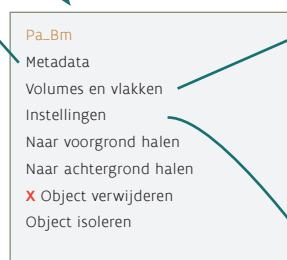 Pa_Bm
Metadata
Volumes en vlakken
Instellingen
Naar voorgrond halen
Naar achtergrond halen
X Object verwijderen
Object isoleren